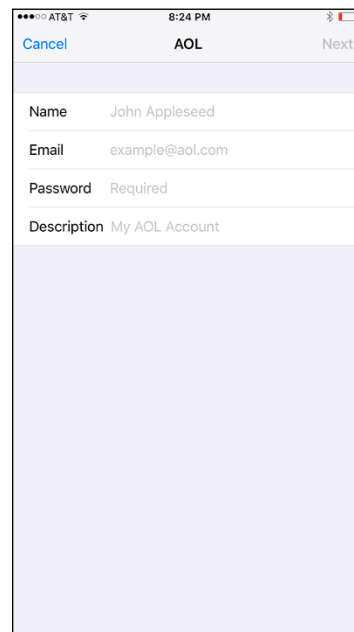 AT&T 8:24 PM
Cancel AOL Next
Name John Appleseed
Email example@aol.com
Password Required
Description My AOL Account